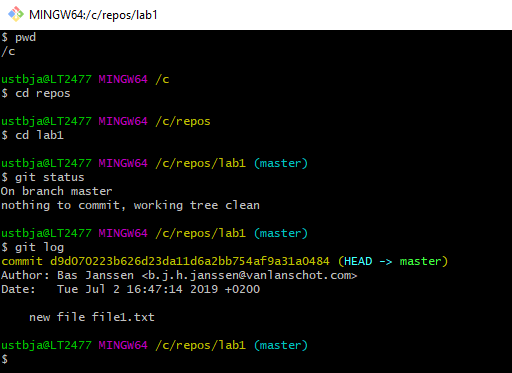 MINGW64:/c/repos/lab1
$ pwd
/c
ustbja@LT2477 MINGW64 /c
$ cd repos
ustbja@LT2477 MINGW64 /c/repos
$ cd lab1
ustbja@LT2477 MINGW64 /c/repos/lab1 (master)
$ git status
On branch master
nothing to commit, working tree clean
ustbja@LT2477 MINGW64 /c/repos/lab1 (master)
$ git log
commit d9d070223b626d23da11d6a2bb754af9a31a0484 (HEAD -> master)
Author: Bas Janssen <b.j.h.janssen@vanlanschot.com>
Date:   Tue Jul 2 16:47:14 2019 +0200
    new file file1.txt
ustbja@LT2477 MINGW64 /c/repos/lab1 (master)
$